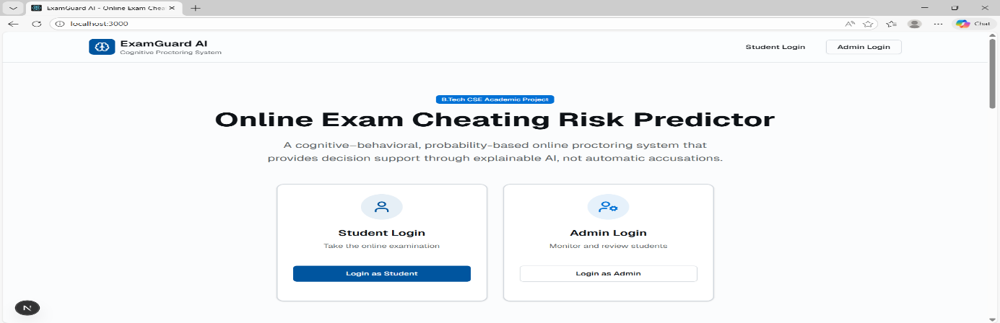 ExamGuard AI - Online Exam Chea
localhost:3000
Chat
ExamGuard AI
Cognitive Proctoring System
Student Login
Admin Login
B.Tech CSE Academic Project
Online Exam Cheating Risk Predictor
A cognitive–behavioral, probability-based online proctoring system that
provides decision support through explainable AI, not automatic accusations.
Student Login
Take the online examination
Login as Student
Admin Login
Monitor and review students
Login as Admin
N